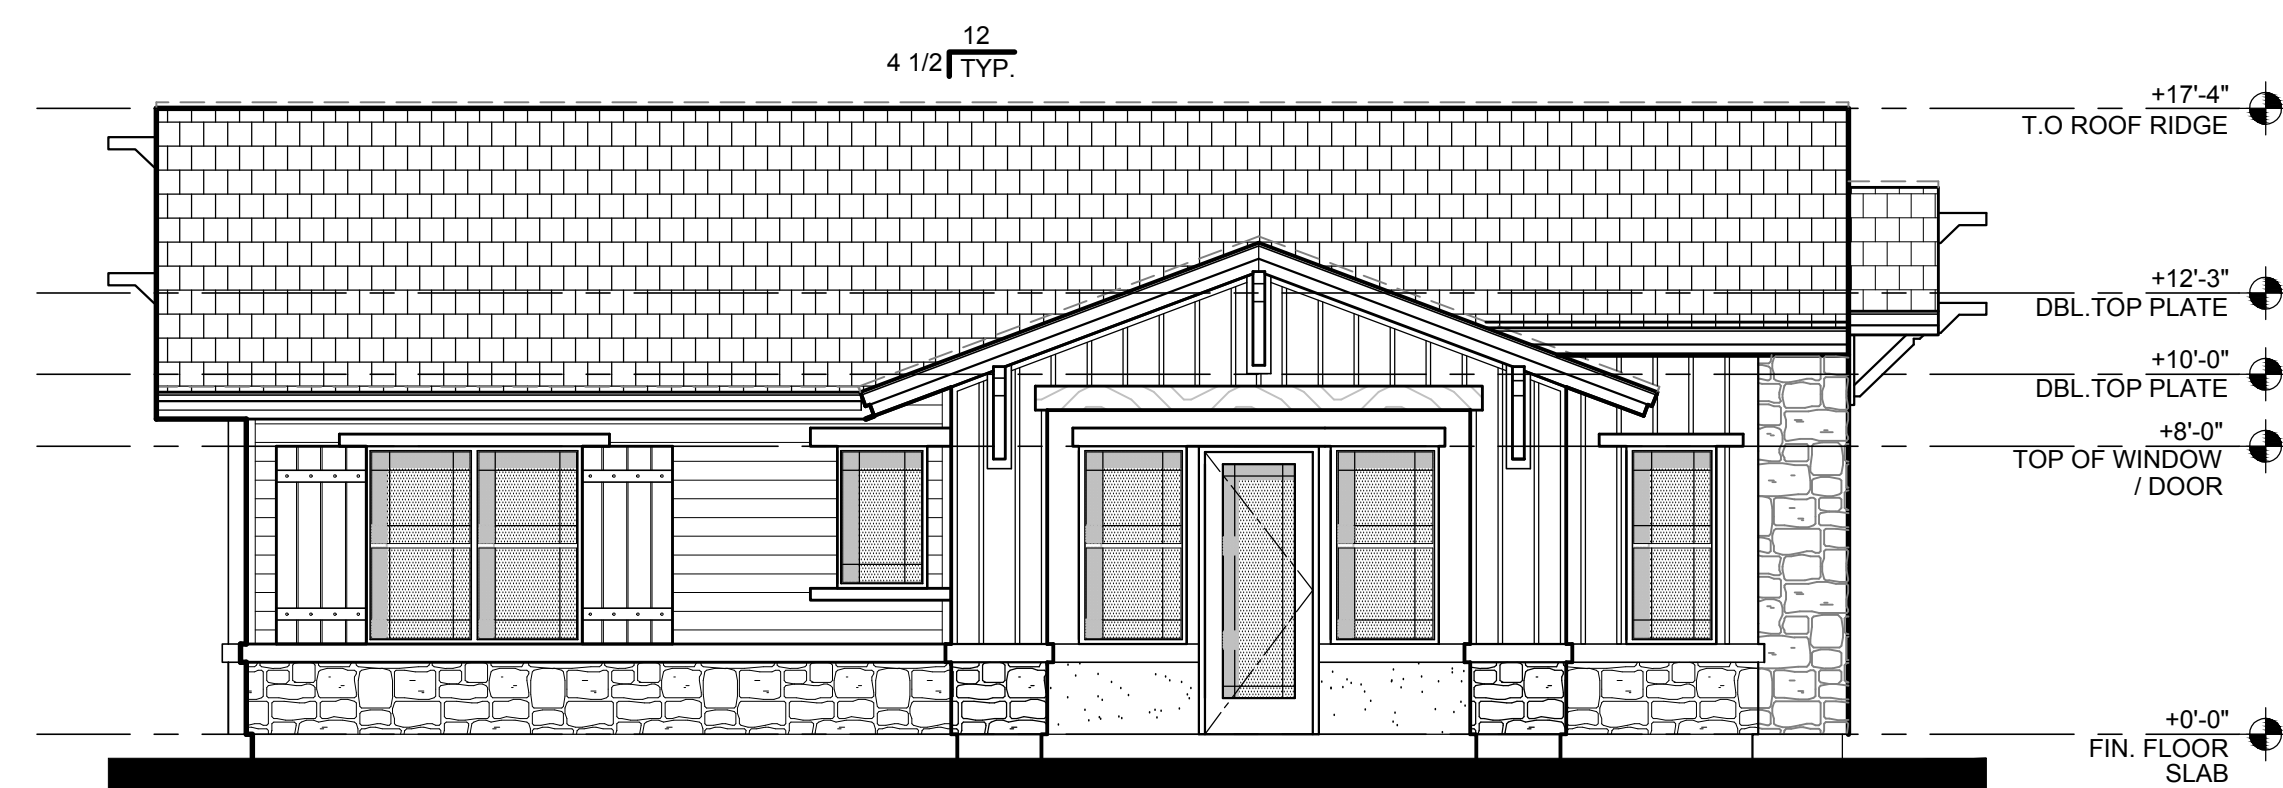 12
4 1/2 TYP.
+17'-4"
T.O ROOF RIDGE
+12'-3"
DBL.TOP PLATE
+10'-0"
DBL.TOP PLATE
+8'-0"
TOP OF WINDOW
/ DOOR
+0'-0"
FIN. FLOOR
SLAB